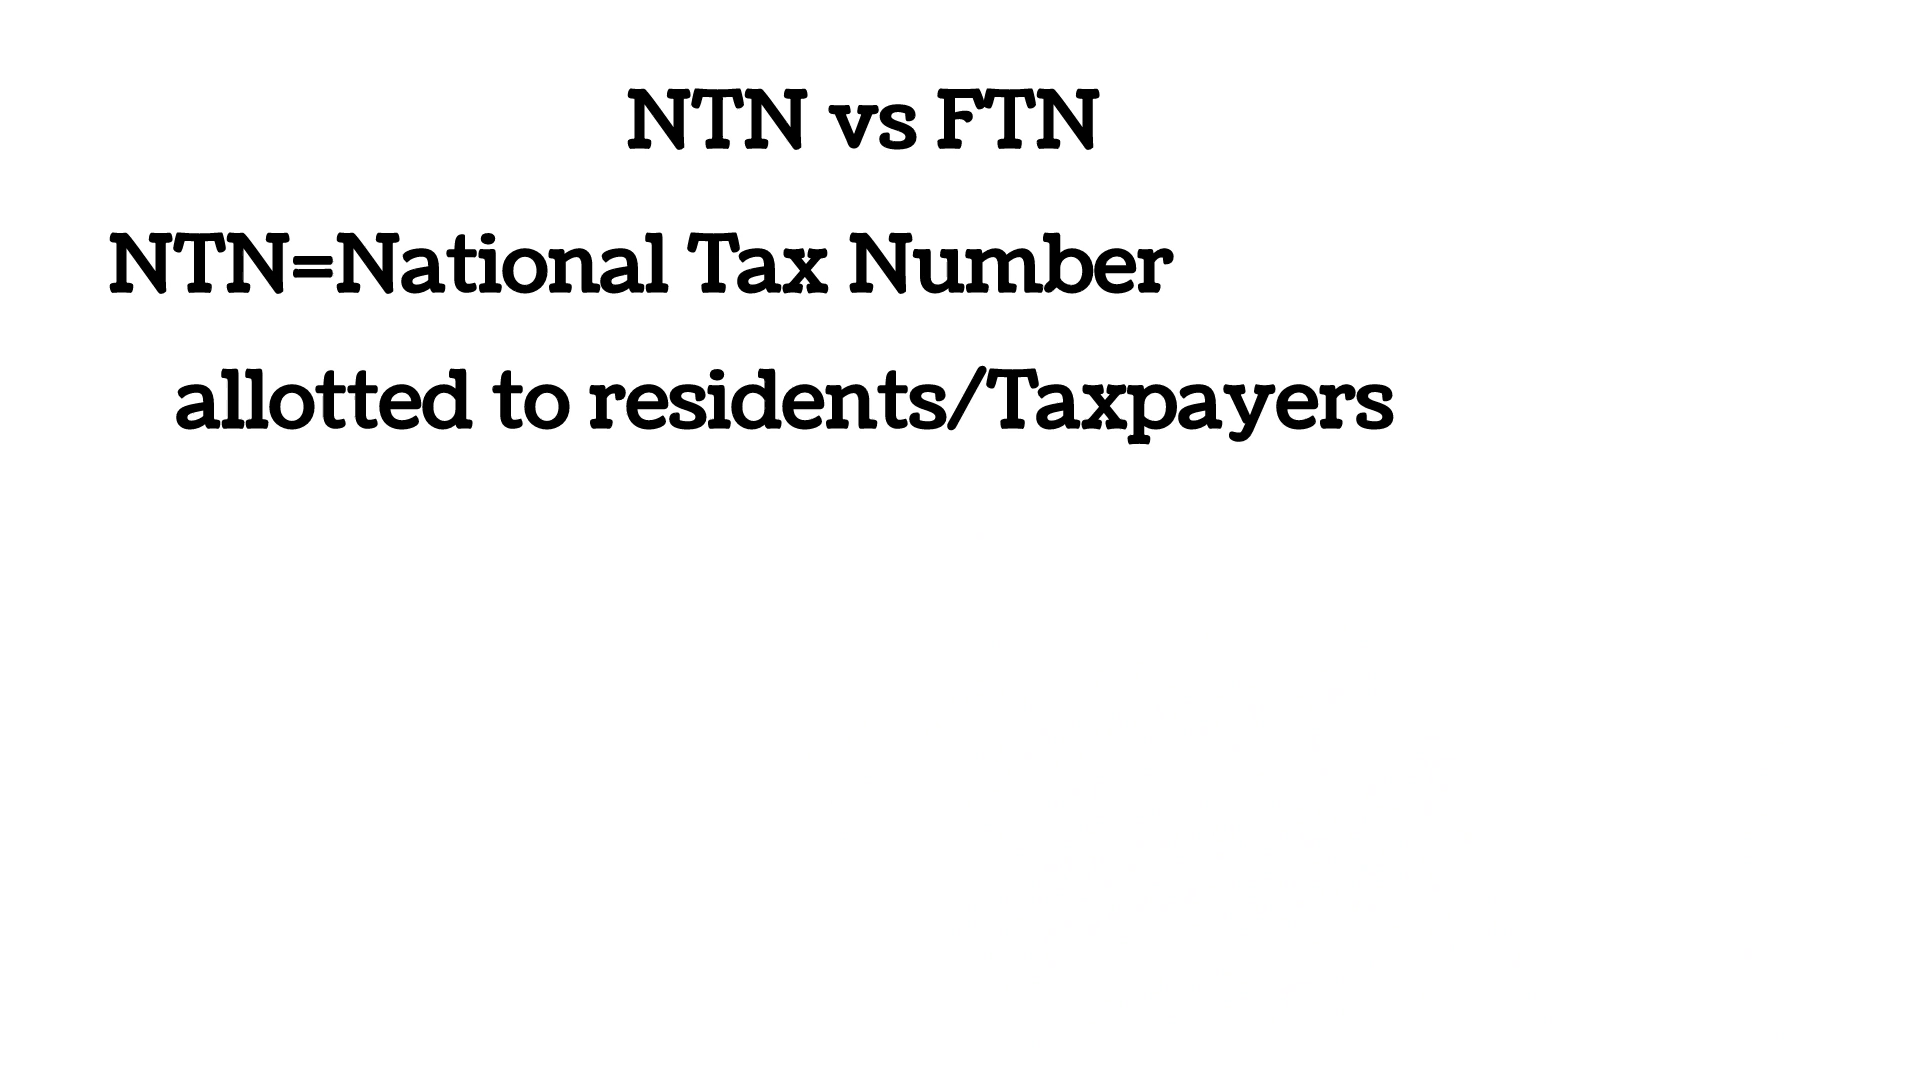 NTN vs FTN
NTN=National Tax Number
allotted to residents/Taxpayers